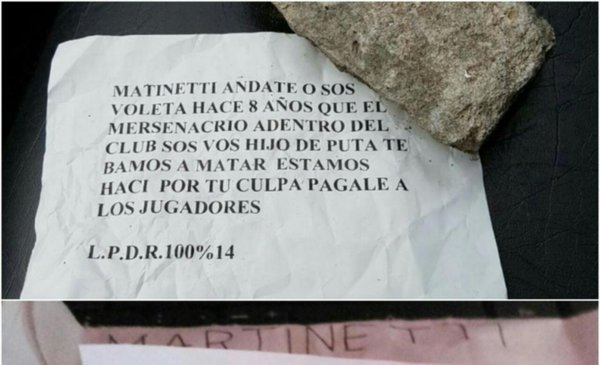 MATINETTI ANDATE O SOS
VOLETA HACE 8 AÑOS QUE EL
MERSENACRIO ADENTRO DEL
CLUB SOS VOS HIJO DE PUTA TE
BAMOS A MATAR ESTAMOS
HACI POR TU CULPA PAGALE A
LOS JUGADORES
L.P.D.R.100%14
MARTINETTI